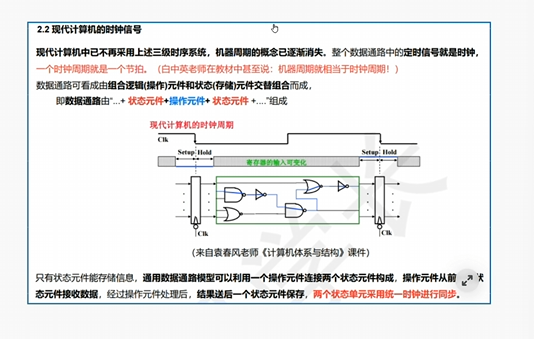 2.2 现代计算机的时钟信号
现代计算机中已不再采用上述三级时序系统，机器周期的概念已逐渐消失。整个数据通路中的定时信号就是时钟，
一个时钟周期就是一个节拍。（白中英老师在教材中甚至说：机器周期就相当于时钟周期！）
数据通路可看成由组合逻辑(操作)元件和状态(存储)元件交替组合而成，
即数据通路由“…+ 状态元件+操作元件+ 状态元件 +….”组成
现代计算机的时钟周期
Clk
Setup Hold
Setup Hold
寄存器的输入可变化
Clk
Clk
(来自袁春风老师《计算机体系与结构》课件)
只有状态元件能存储信息，通用数据通路模型可以利用一个操作元件连接两个状态元件构成，操作元件从前 状
态元件接收数据，经过操作元件处理后，结果送后一个状态元件保存，两个状态单元采用统一时钟进行同步。